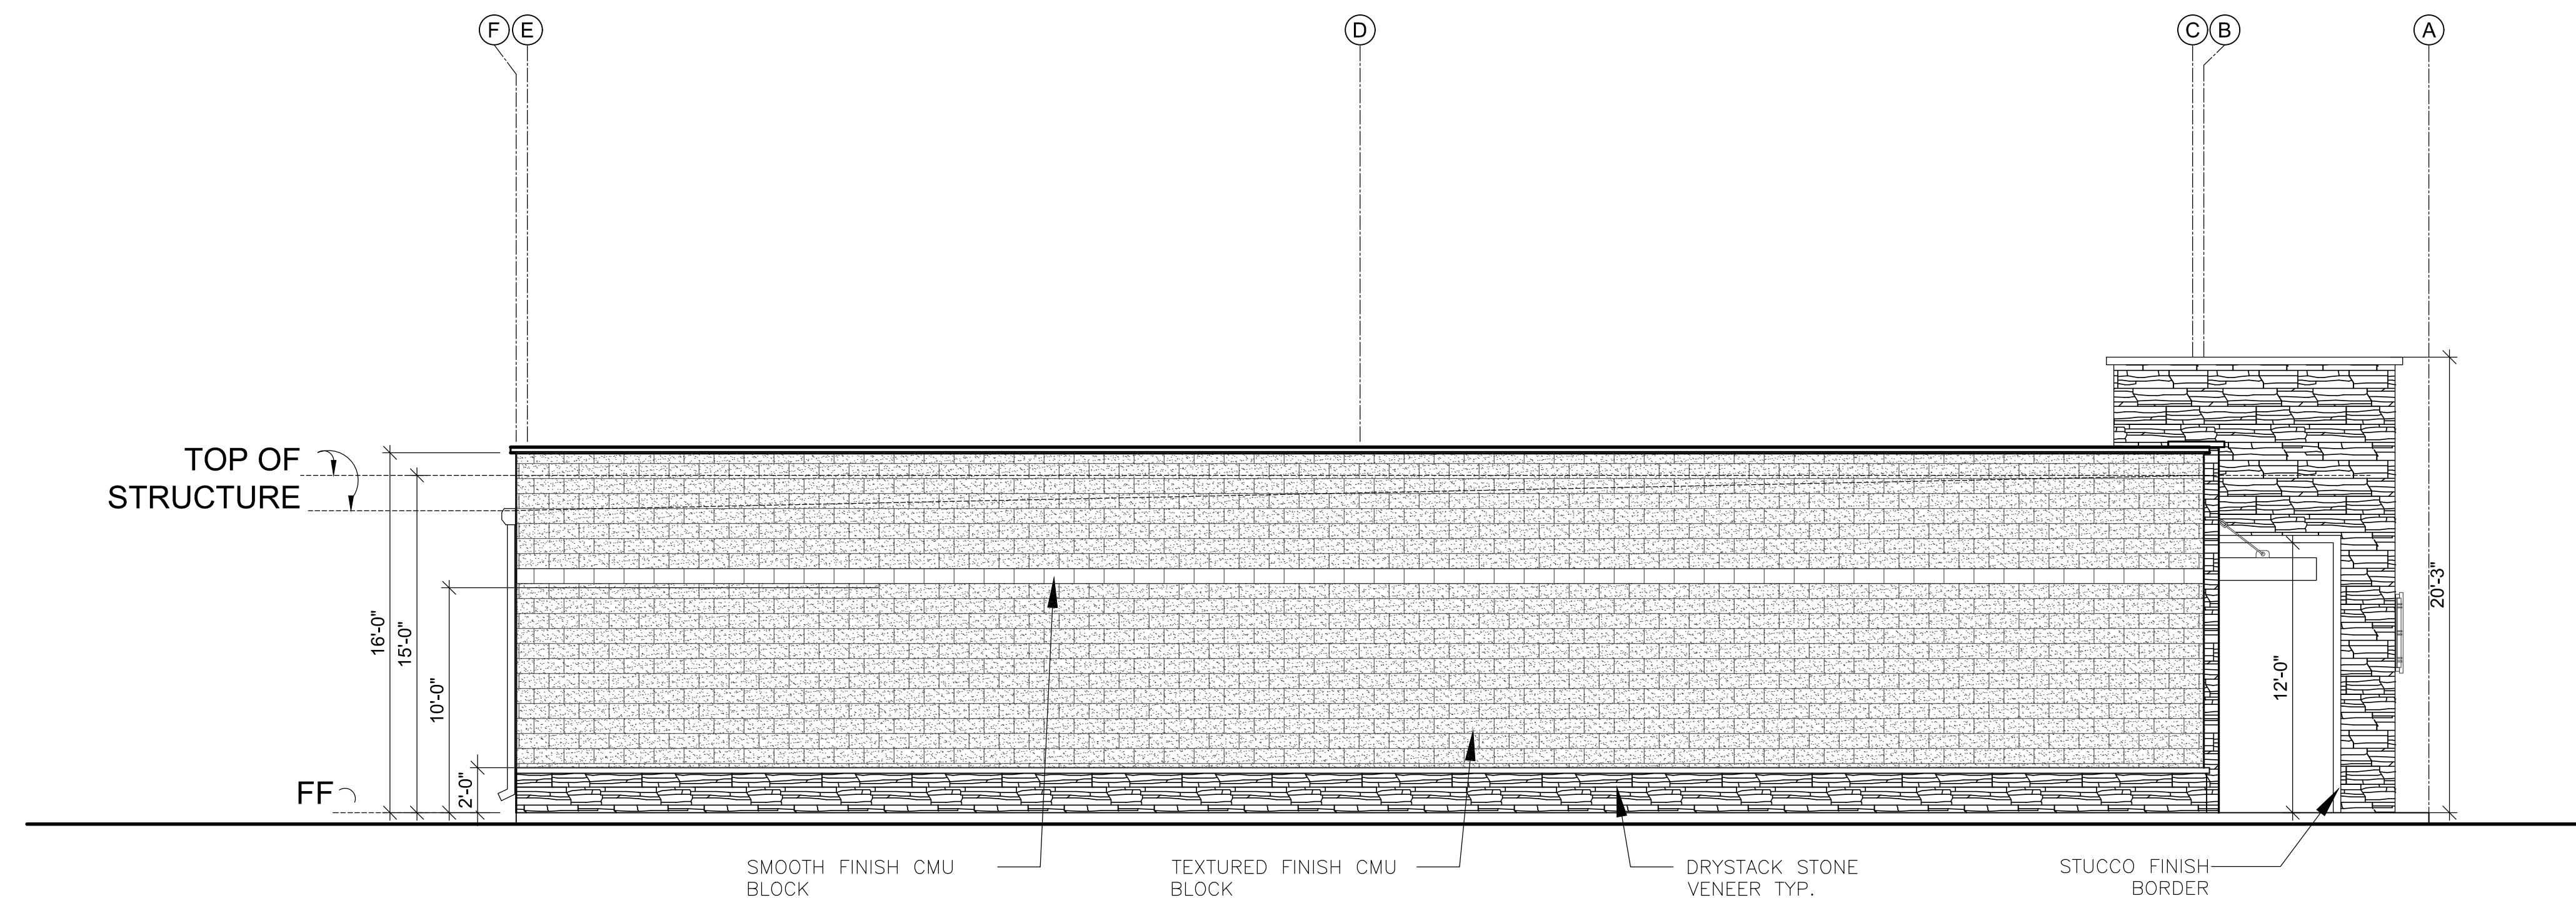 F E D C B A
TOP OF
STRUCTURE
FF
16'-0"
15'-0"
10'-0"
2'-0"
12'-0"
20'-3"
SMOOTH FINISH CMU
BLOCK
TEXTURED FINISH CMU
BLOCK
DRYSTACK STONE
VENEER TYP.
STUCCO FINISH
BORDER